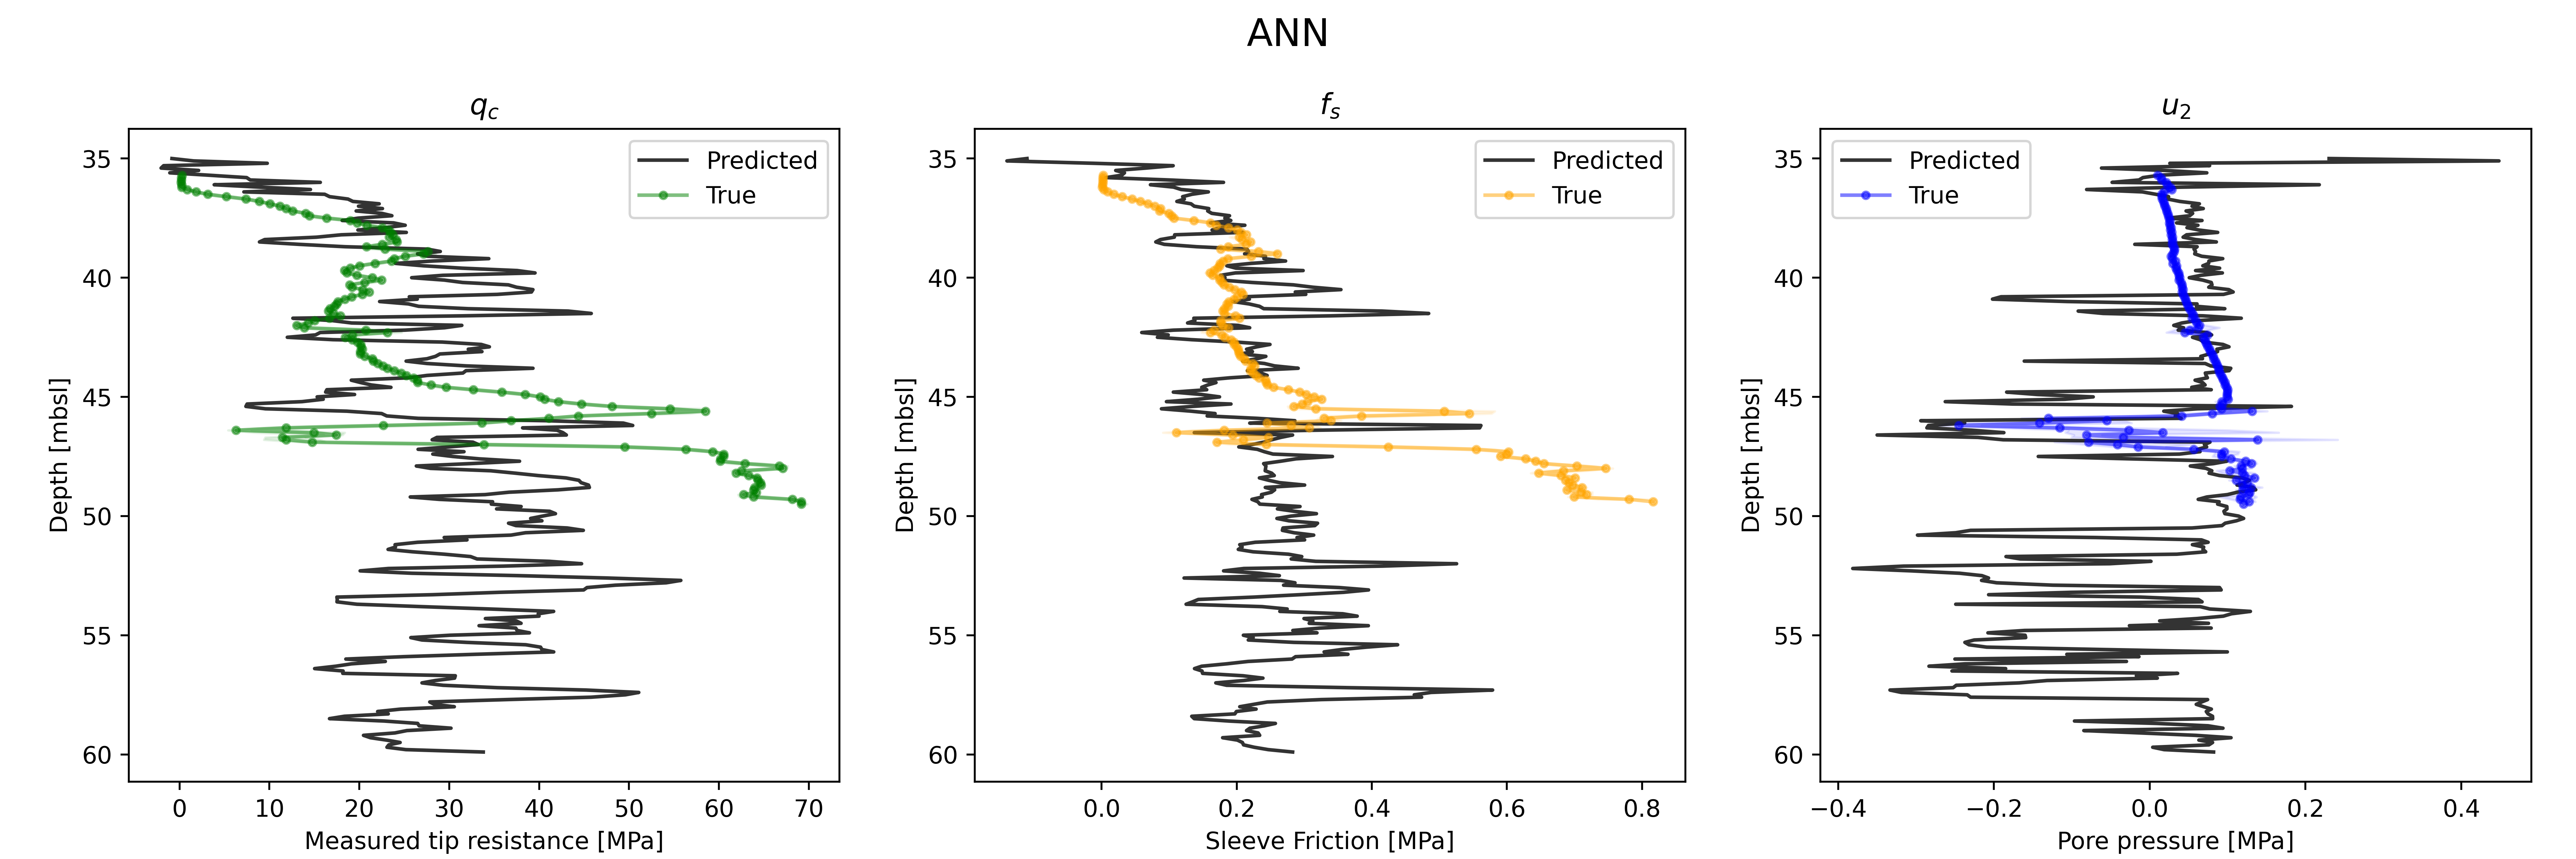 ANN
q_c
Predicted
True
35
40
45
50
55
60
Depth [mbsl]
0 10 20 30 40 50 60 70
Measured tip resistance [MPa]
f_s
Predicted
True
35
40
45
50
55
60
Depth [mbsl]
0.0 0.2 0.4 0.6 0.8
Sleeve Friction [MPa]
u_2
Predicted
True
35
40
45
50
55
60
Depth [mbsl]
−0.4 −0.2 0.0 0.2 0.4
Pore pressure [MPa]